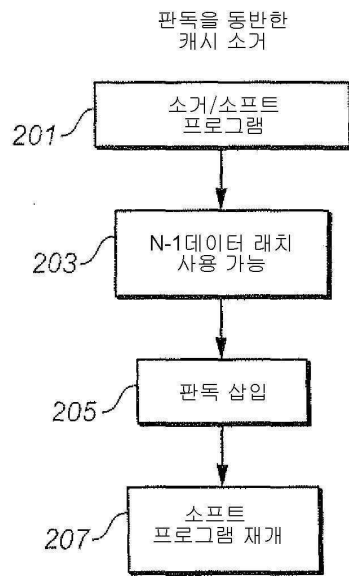 판독을 동반한
캐시 소거
소거/소프트
프로그램
201
N-1데이터 래치
사용 가능
203
판독 삽입
205
소프트
프로그램 재개
207